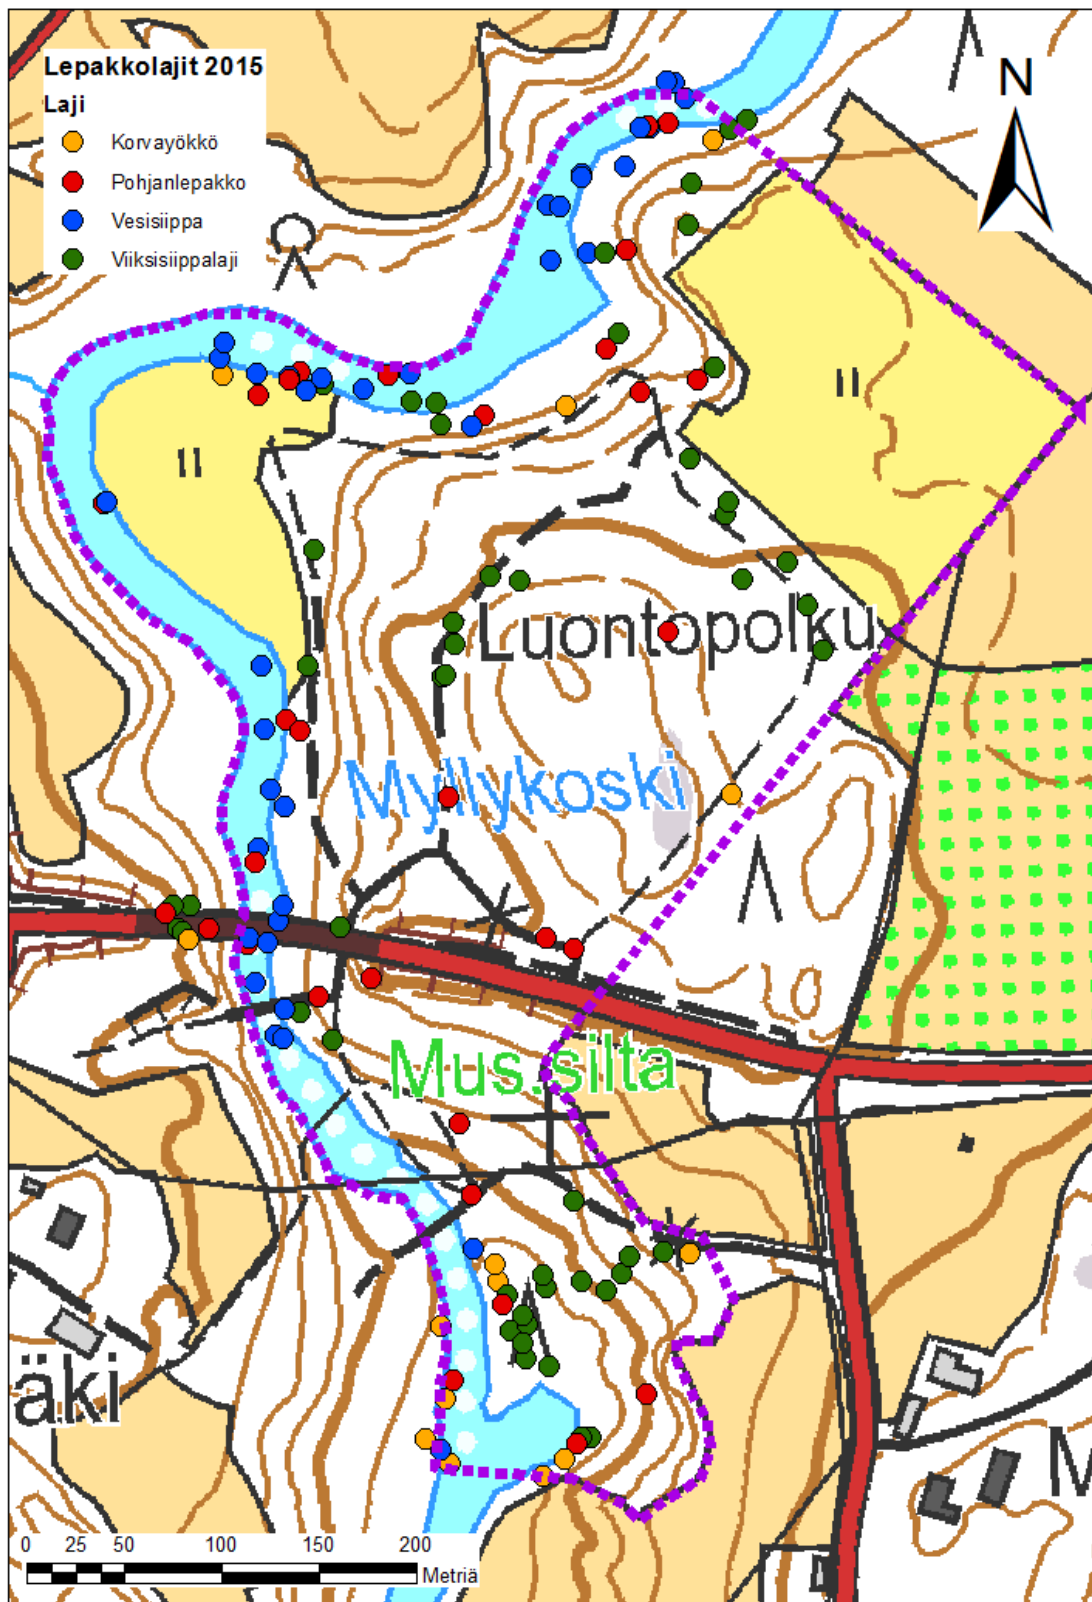 Lepakkolajit 2015
Laji
Korvayökkö
Pohjanlepakko
Vesisiippa
Viiksisiippalaji
N
Luontopolku
Myllykoski
Mus.silta
äki
M
0 25 50 100 150 200
Metriä